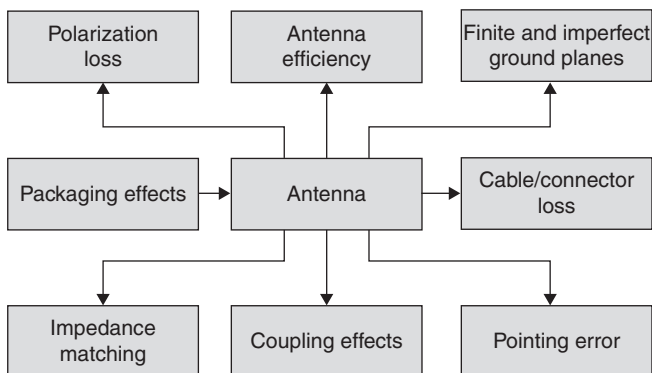 Polarization
loss
Antenna
efficiency
Finite and imperfect
ground planes
Packaging effects
Antenna
Cable/connector
loss
Impedance
matching
Coupling effects
Pointing error